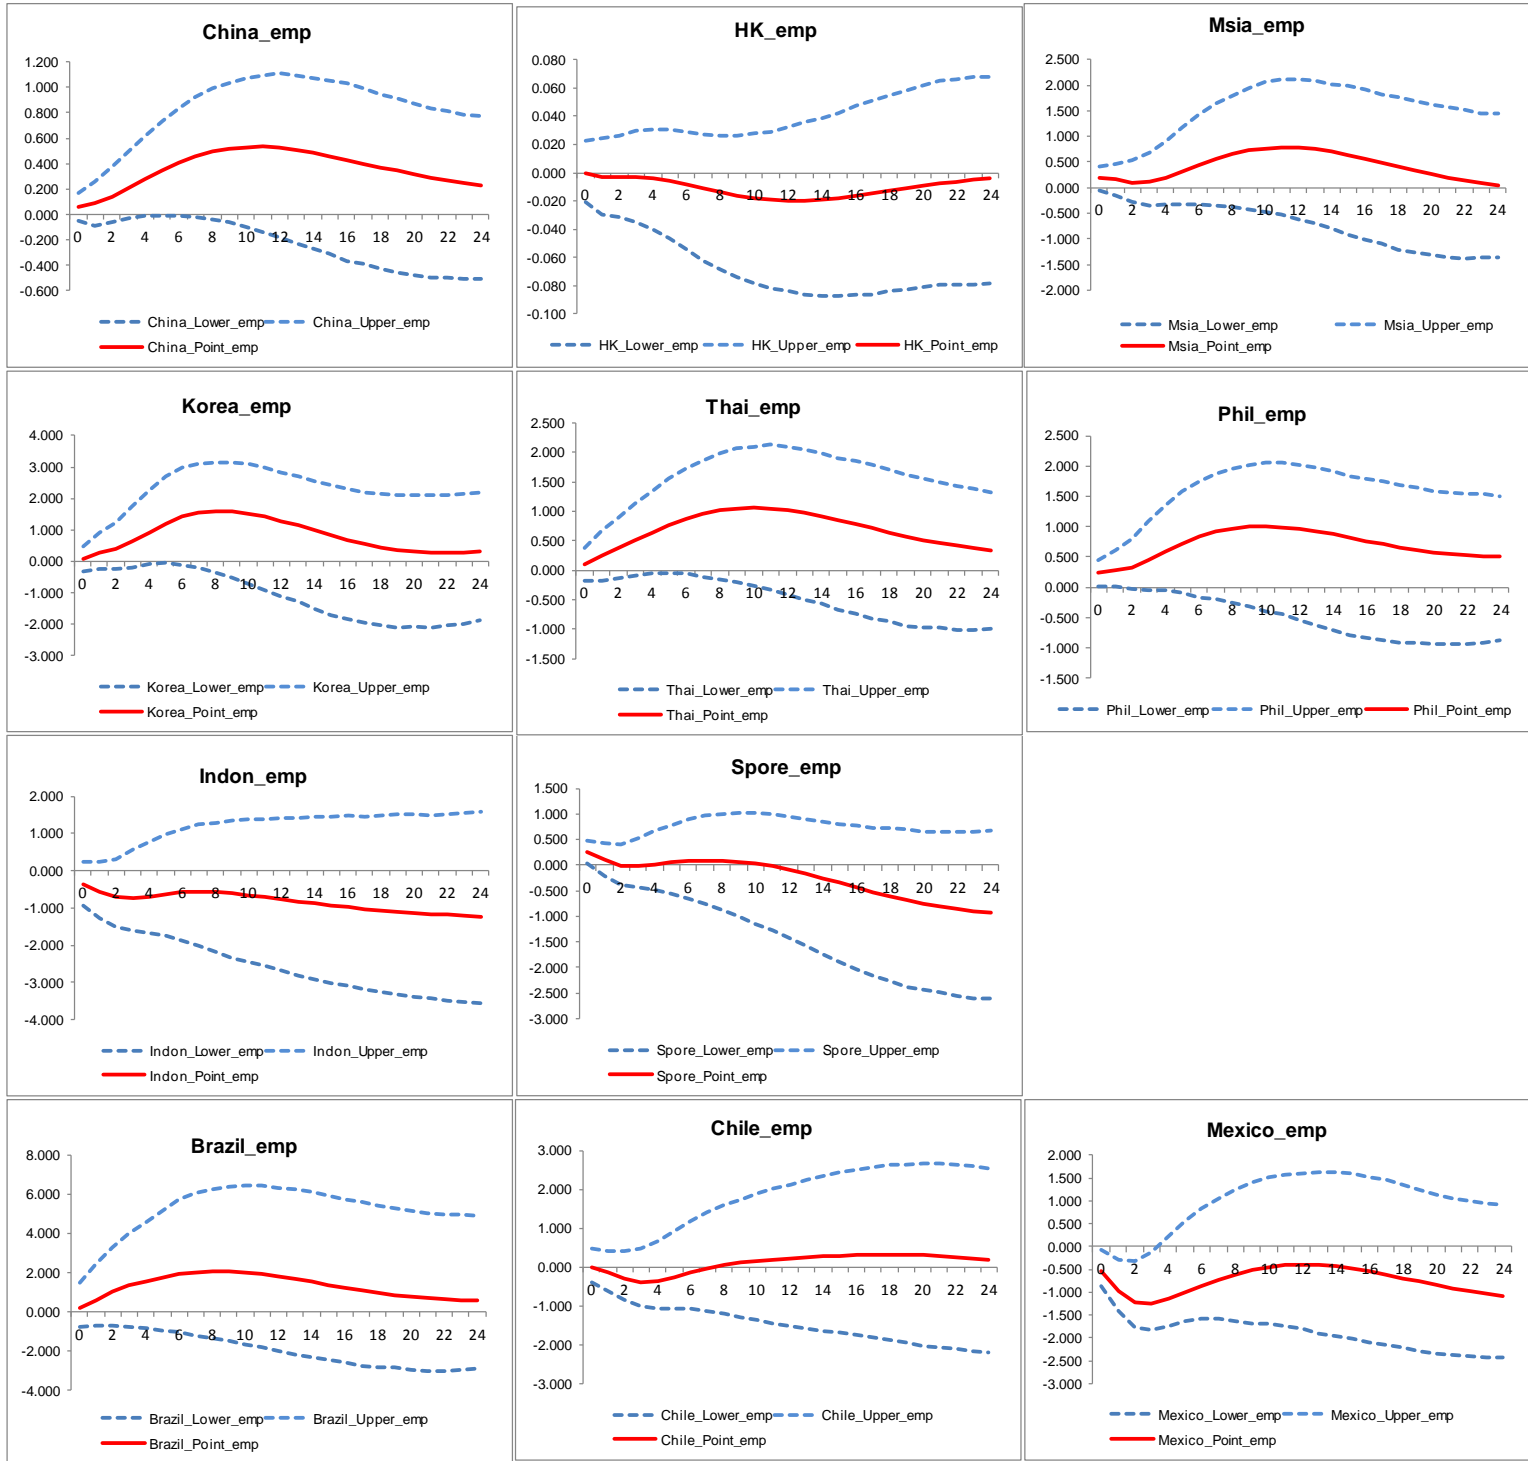 China_emp
1.200
1.000
0.800
0.600
0.400
0.200
0.000
-0.200
-0.400
-0.600
0 2 4 6 8 10 12 14 16 18 20 22 24
China_Lower_emp China_Upper_emp
China_Point_emp
HK_emp
0.080
0.060
0.040
0.020
0.000
-0.020
-0.040
-0.060
-0.080
-0.100
0 2 4 6 8 10 12 14 16 18 20 22 24
HK_Lower_emp HK_Upper_emp HK_Point_emp
Msia_emp
2.500
2.000
1.500
1.000
0.500
0.000
-0.500
-1.000
-1.500
-2.000
0 2 4 6 8 10 12 14 16 18 20 22 24
Msia_Lower_emp Msia_Upper_emp
Msia_Point_emp
Korea_emp
4.000
3.000
2.000
1.000
0.000
-1.000
-2.000
-3.000
0 2 4 6 8 10 12 14 16 18 20 22 24
Korea_Lower_emp Korea_Upper_emp
Korea_Point_emp
Thai_emp
2.500
2.000
1.500
1.000
0.500
0.000
-0.500
-1.000
-1.500
0 2 4 6 8 10 12 14 16 18 20 22 24
Thai_Lower_emp Thai_Upper_emp
Thai_Point_emp
Phil_emp
2.500
2.000
1.500
1.000
0.500
0.000
-0.500
-1.000
-1.500
0 2 4 6 8 10 12 14 16 18 20 22 24
Phil_Lower_emp Phil_Upper_emp Phil_Point_emp
Indon_emp
2.000
1.000
0.000
-1.000
-2.000
-3.000
-4.000
0 2 4 6 8 10 12 14 16 18 20 22 24
Indon_Lower_emp Indon_Upper_emp
Indon_Point_emp
Spore_emp
1.500
1.000
0.500
0.000
-0.500
-1.000
-1.500
-2.000
-2.500
-3.000
0 2 4 6 8 10 12 14 16 18 20 22 24
Spore_Lower_emp Spore_Upper_emp
Spore_Point_emp
Brazil_emp
8.000
6.000
4.000
2.000
0.000
-2.000
-4.000
0 2 4 6 8 10 12 14 16 18 20 22 24
Brazil_Lower_emp Brazil_Upper_emp
Brazil_Point_emp
Chile_emp
3.000
2.000
1.000
0.000
-1.000
-2.000
-3.000
0 2 4 6 8 10 12 14 16 18 20 22 24
Chile_Lower_emp Chile_Upper_emp
Chile_Point_emp
Mexico_emp
2.000
1.500
1.000
0.500
0.000
-0.500
-1.000
-1.500
-2.000
-2.500
-3.000
0 2 4 6 8 10 12 14 16 18 20 22 24
Mexico_Lower_emp Mexico_Upper_emp
Mexico_Point_emp